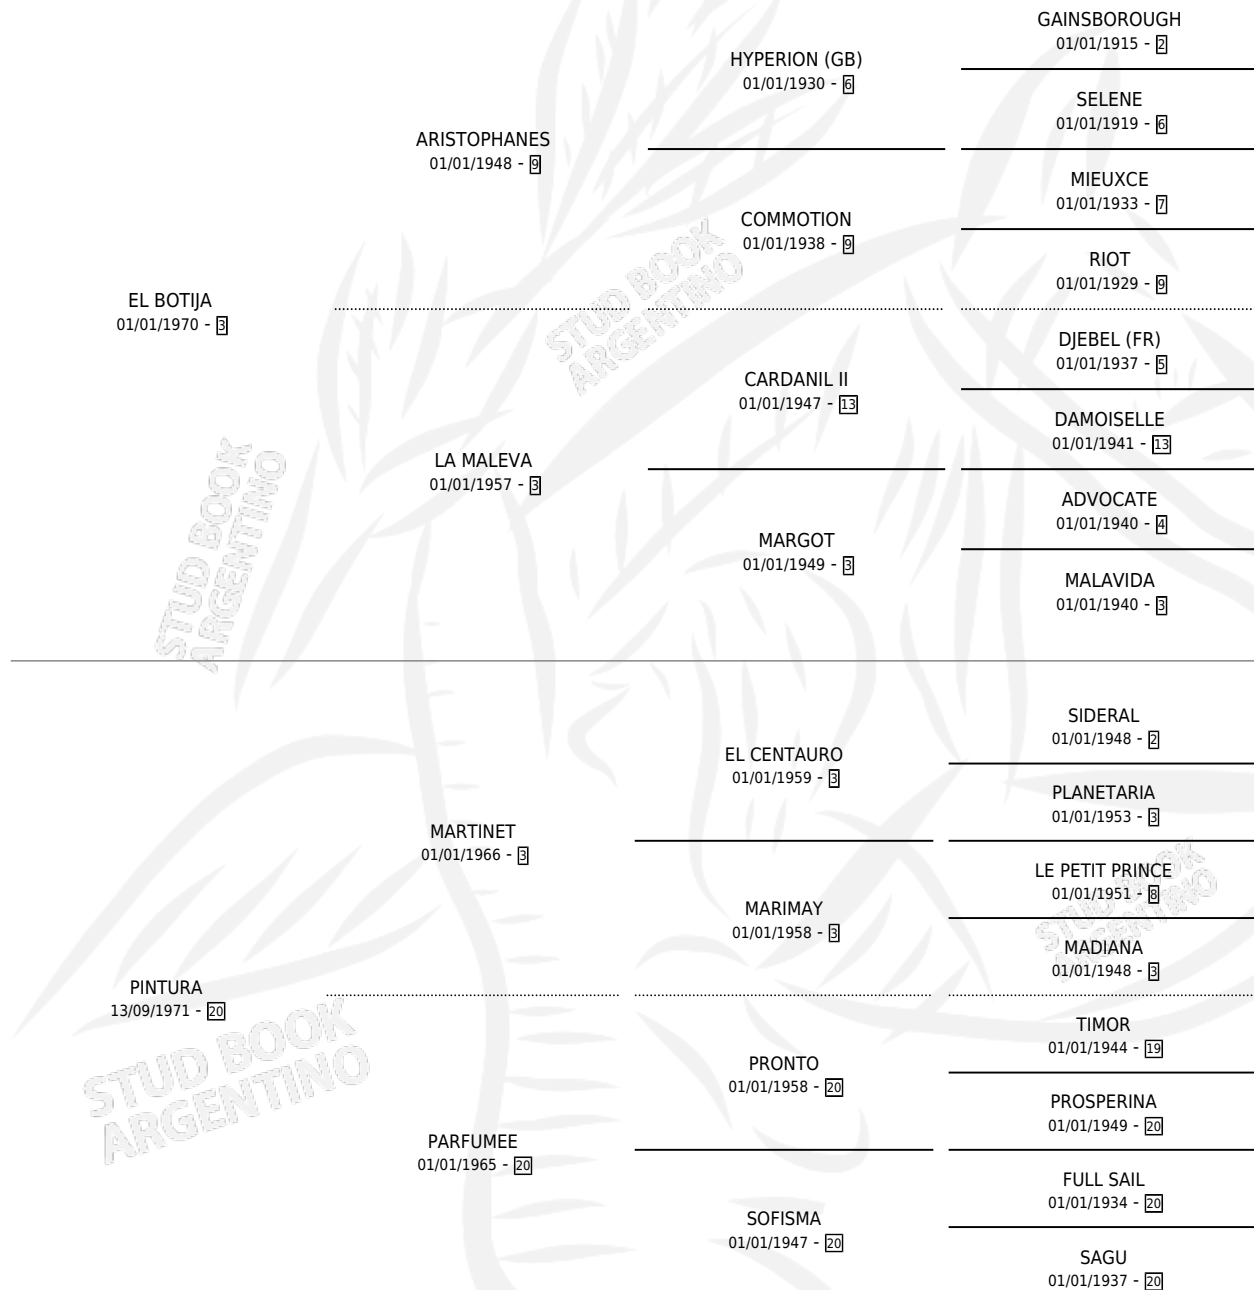 GAINSBOROUGH
01/01/1915 - 2
HYPERION (GB)
01/01/1930 - 6
SELENE
01/01/1919 - 6
ARISTOPHANES
01/01/1948 - 9
MIEUXCE
01/01/1933 - 7
COMMOTION
01/01/1938 - 9
RIOT
01/01/1929 - 9
EL BOTIJA
01/01/1970 - 3
DJEBEL (FR)
01/01/1937 - 5
CARDANIL II
01/01/1947 - 13
DAMOISELLE
01/01/1941 - 13
LA MALEVA
01/01/1957 - 3
ADVOCATE
01/01/1940 - 4
MARGOT
01/01/1949 - 3
MALAVIDA
01/01/1940 - 3
SIDERAL
01/01/1948 - 2
EL CENTAURO
01/01/1959 - 3
PLANETARIA
01/01/1953 - 3
MARTINET
01/01/1966 - 3
LE PETIT PRINCE
01/01/1951 - 8
MARIMAY
01/01/1958 - 3
MADIANA
01/01/1948 - 3
PINTURA
13/09/1971 - 20
TIMOR
01/01/1944 - 19
PRONTO
01/01/1958 - 20
PROSPERINA
01/01/1949 - 20
PARFUMEE
01/01/1965 - 20
FULL SAIL
01/01/1934 - 20
SOFISMA
01/01/1947 - 20
SAGU
01/01/1937 - 20
STUD BOOK
ARGENTINO
STUD BOOK
ARGENTINO
STUD BOOK
ARGENTINO
STUD BOOK
ARGENTINO